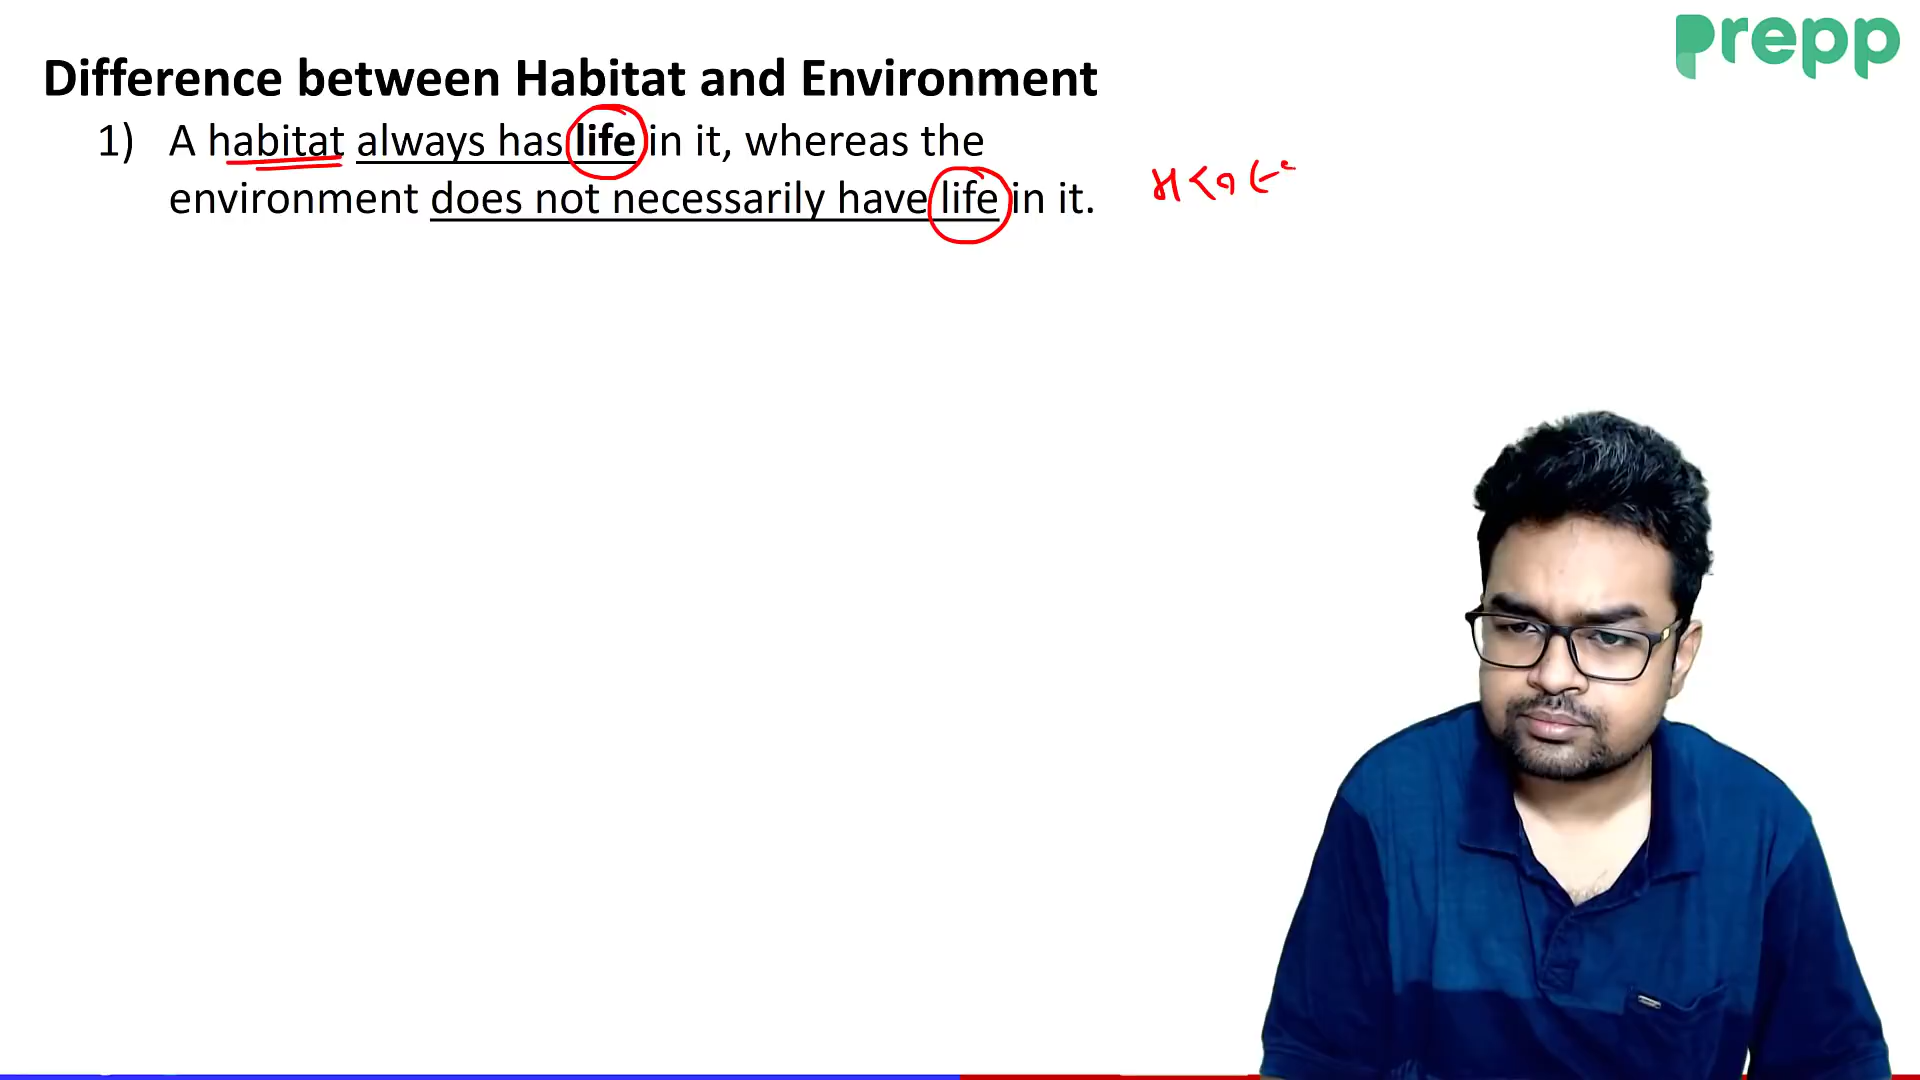 prepp
Difference between Habitat and Environment
1) A habitat always has life in it, whereas the
environment does not necessarily have life in it.